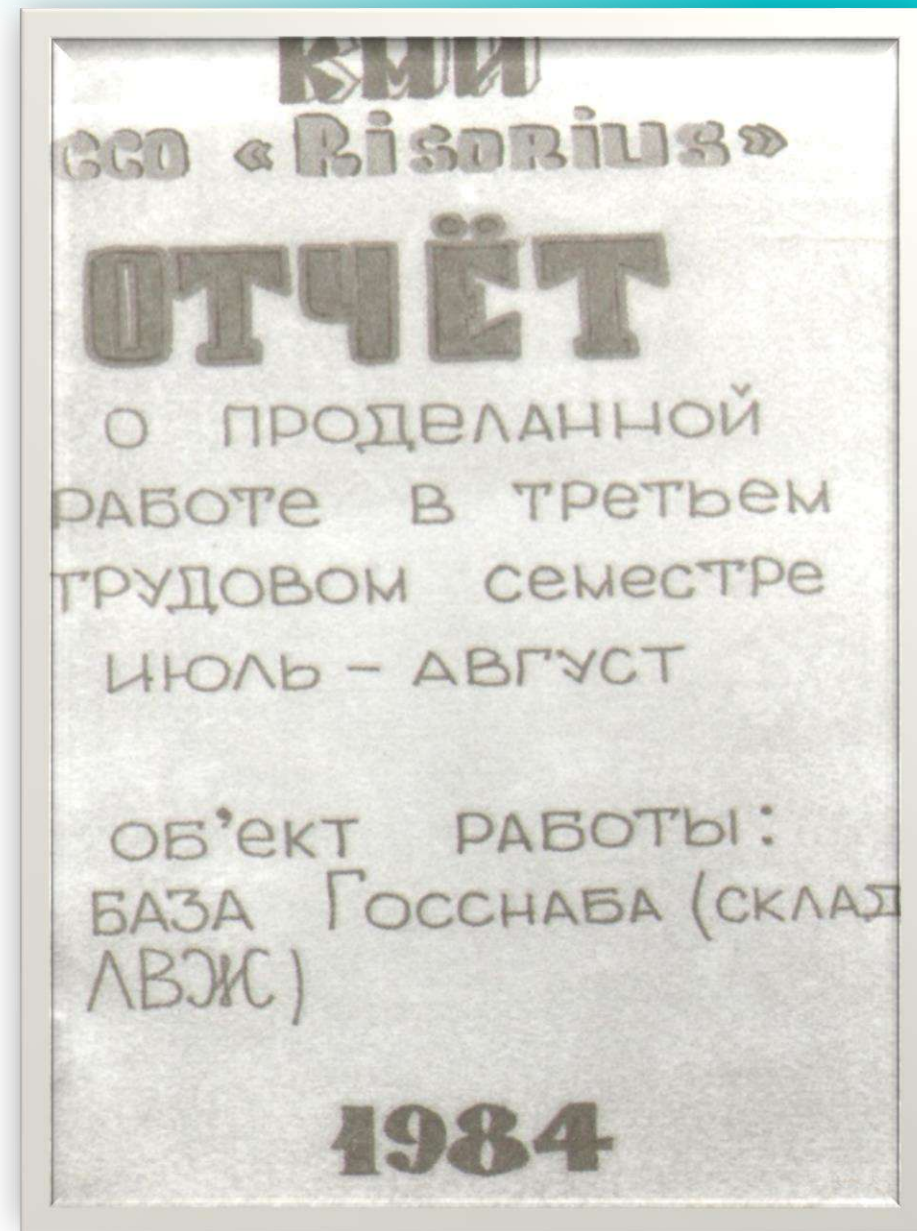 КМИ
ССО «Risorius»
ОТЧЁТ
о проделанной
работе в третьем
трудовом семестре
июль – август
об'ект работы:
база Госснаба (склад
ЛВЖ)
1984